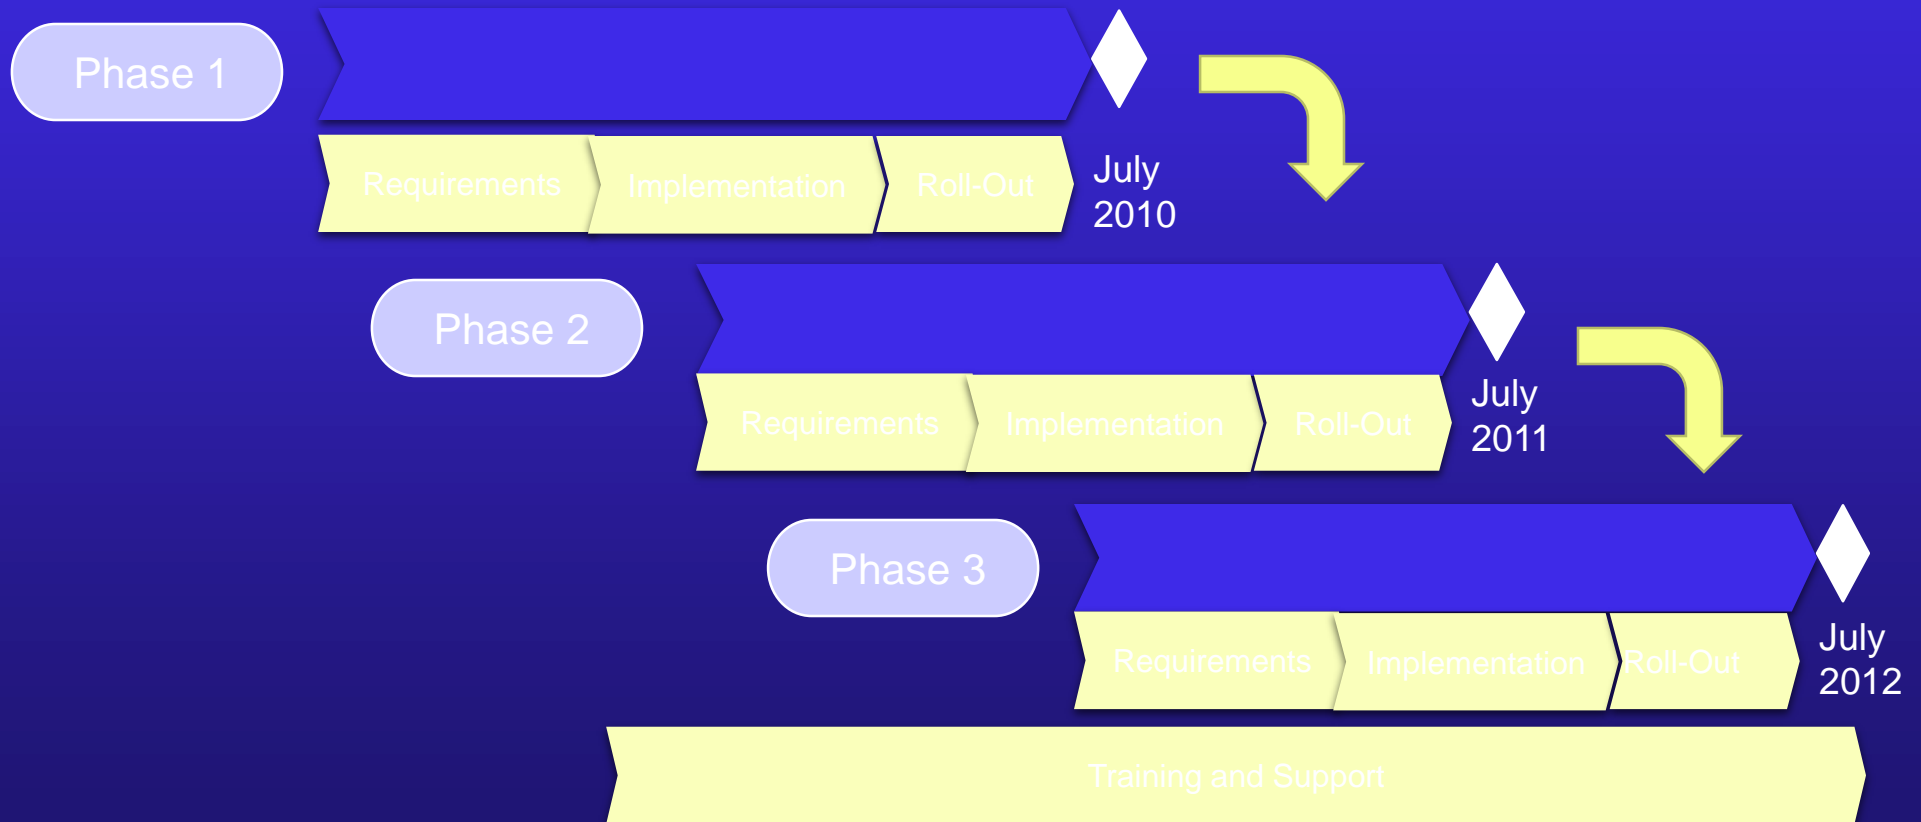 Phase 1
Requirements
Implementation
Roll-Out
July
2010
Phase 2
Requirements
Implementation
Roll-Out
July
2011
Phase 3
Requirements
Implementation
Roll-Out
July
2012
Training and Support